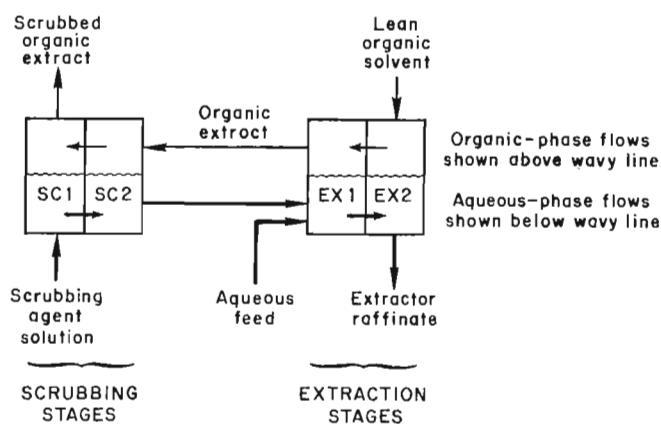 Scrubbed
organic
extract
Lean
organic
solvent
Organic
extroct
Organic-phase flows
shown above wavy line
SC1
SC2
EX1
EX2
Aqueous-phase flows
shown below wavy line
Scrubbing
agent
solution
Aqueous
feed
Extractor
raffinate
SCRUBBING
STAGES
EXTRACTION
STAGES